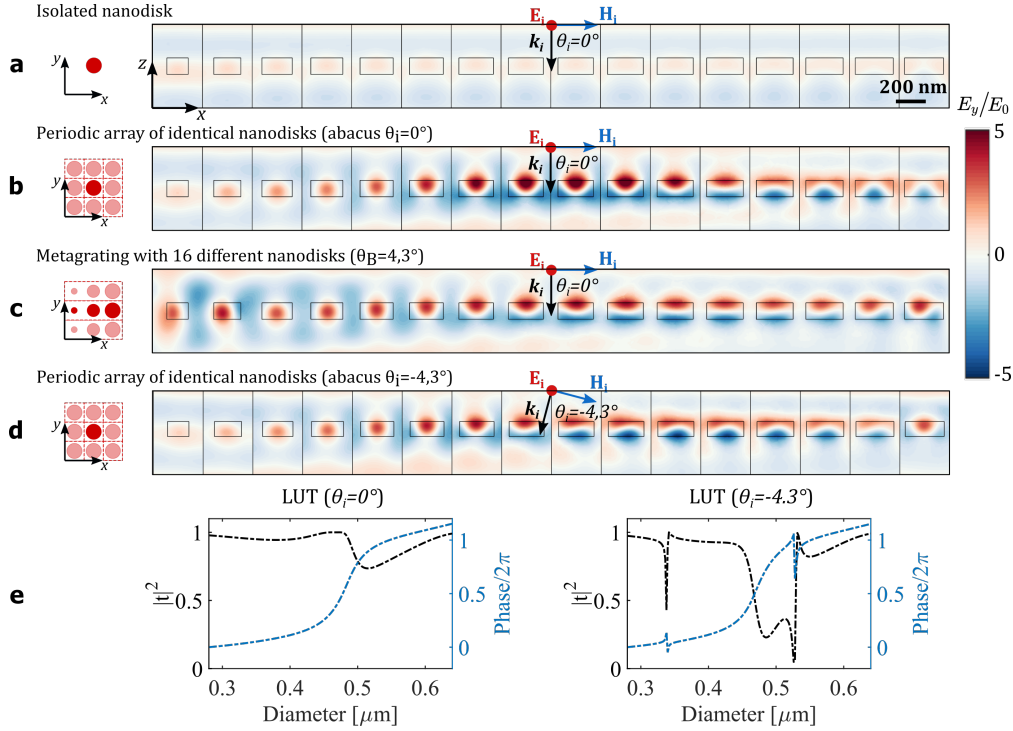 Isolated nanodisk
a
y
x
z
x
E_i
H_i
k_i
θ_i=0°
200 nm
E_y/E_0
Periodic array of identical nanodisks (abacus θ_i=0°)
b
y
x
E_i
H_i
k_i
θ_i=0°
5
Metagrating with 16 different nanodisks (θ_B=4,3°)
c
y
x
E_i
H_i
k_i
θ_i=0°
0
Periodic array of identical nanodisks (abacus θ_i=-4,3°)
d
y
x
E_i
H_i
k_i
θ_i=-4,3°
-5
e
LUT (θ_i=0°)
1
0.5
0
|t|^2
1
0.5
0
Phase/2π
0.3 0.4 0.5 0.6
Diameter [μm]
LUT (θ_i=-4.3°)
1
0.5
0
|t|^2
1
0.5
0
Phase/2π
0.3 0.4 0.5 0.6
Diameter [μm]